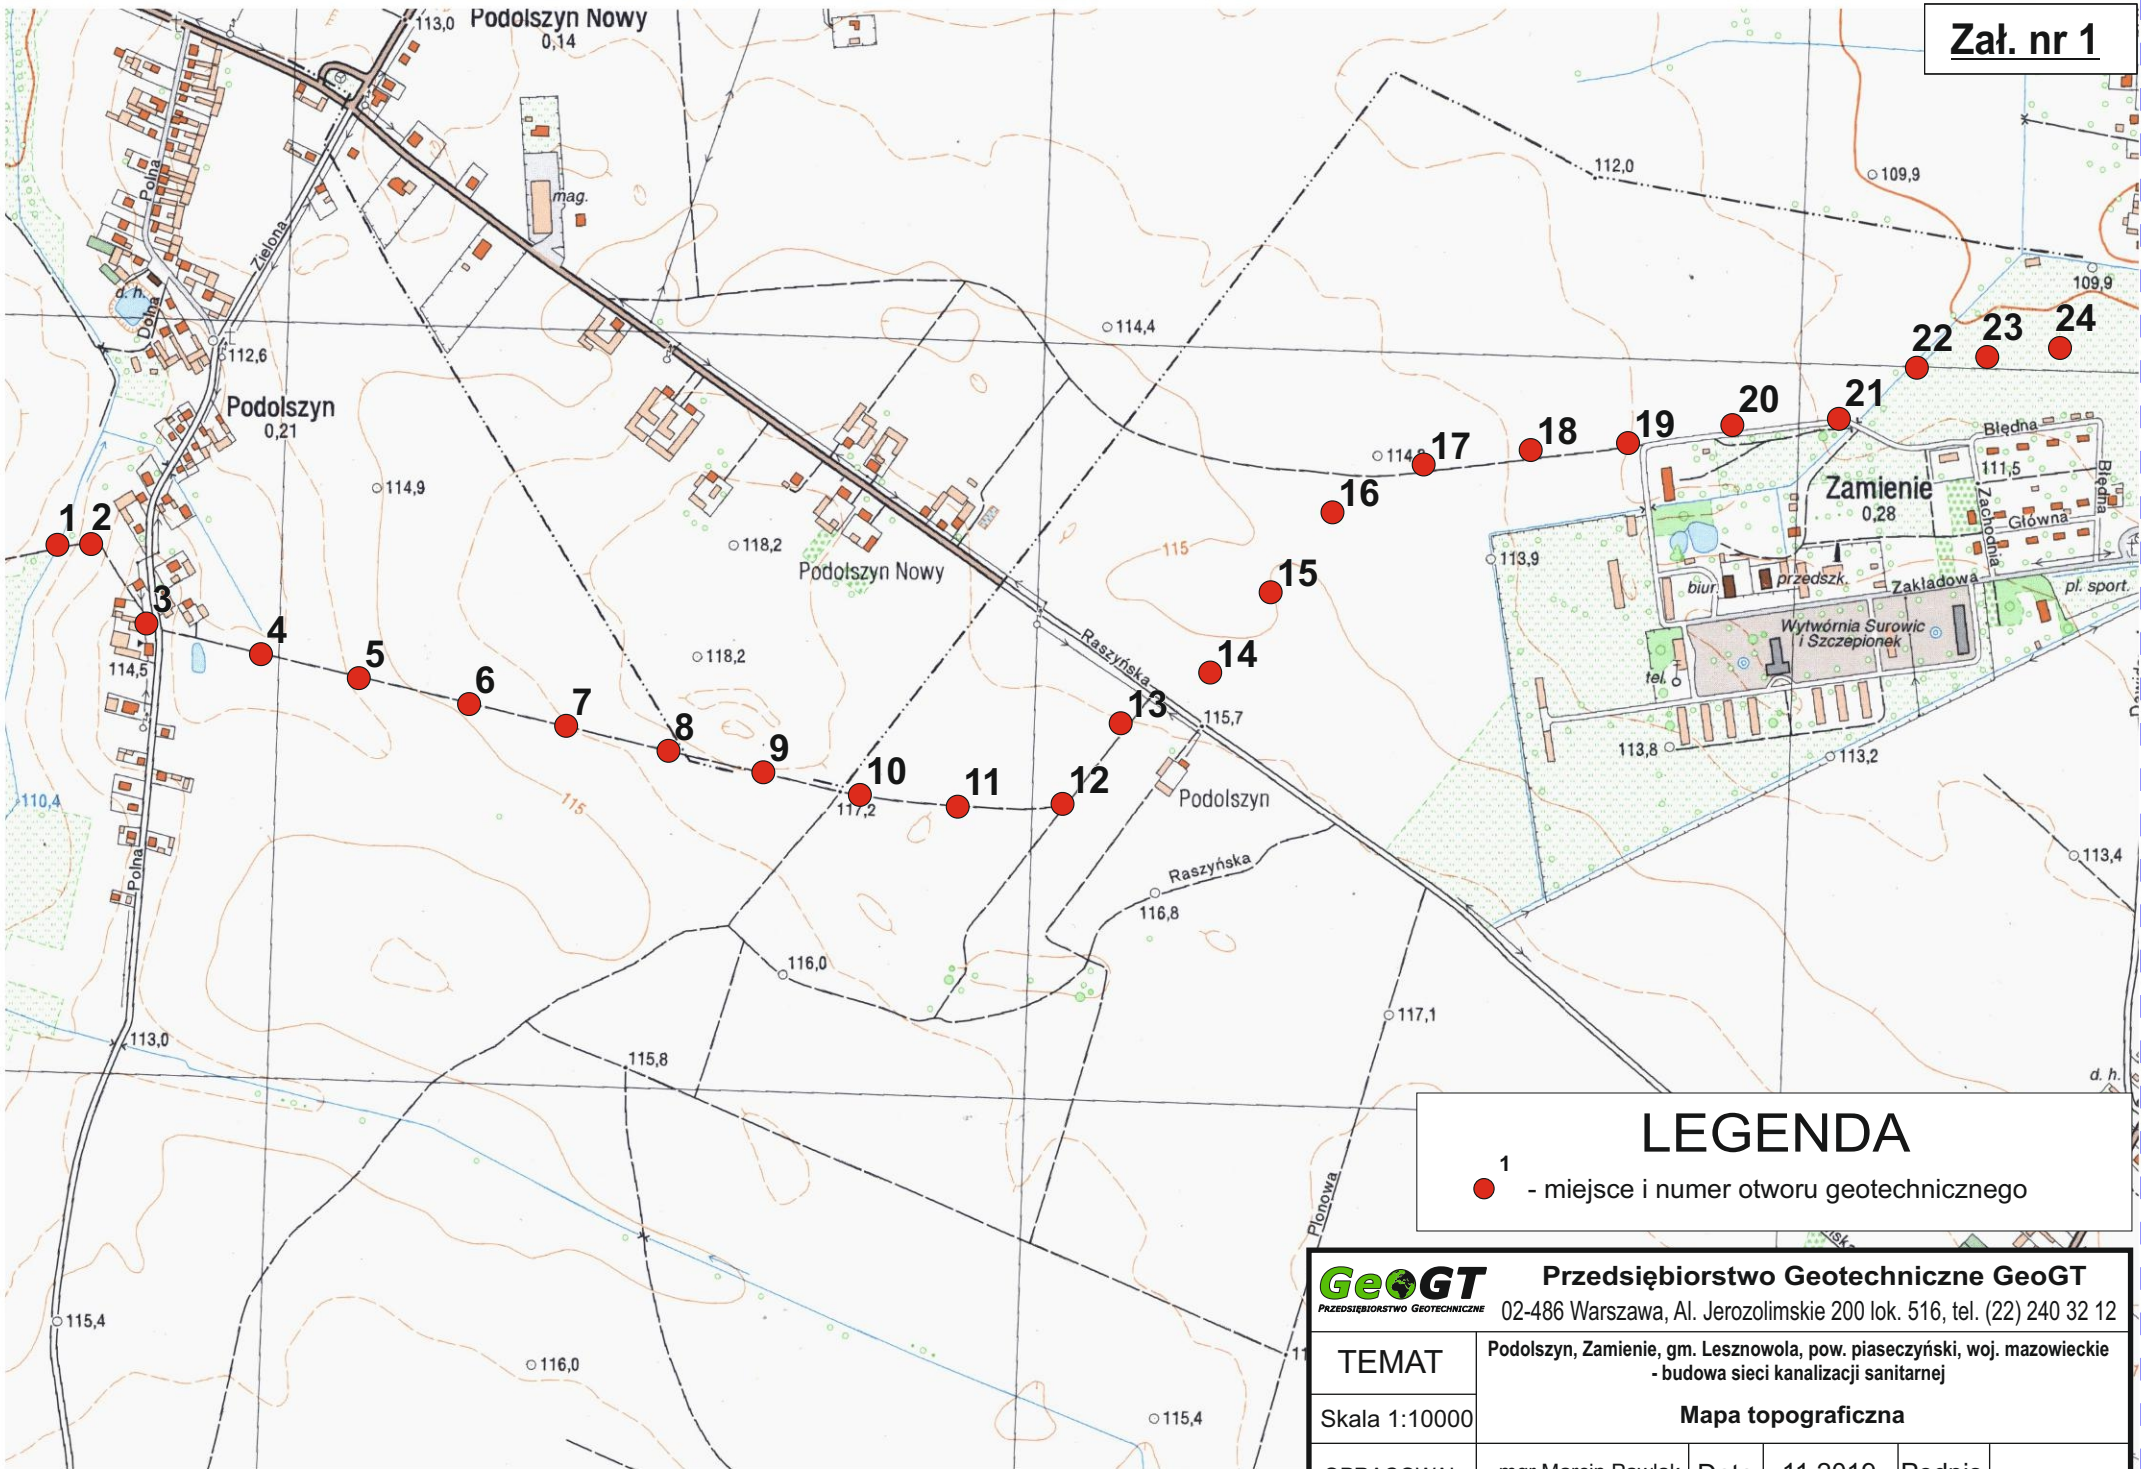 Zał. nr 1
113,0
Podolszyn Nowy
0,14
Polna
Zielona
mag.
d. h.
Dolna
112,6
Podolszyn
0,21
114,9
114,4
112,0
109,9
109,9
1
2
3
4
5
6
7
8
9
10
11
12
13
14
15
16
17
18
19
20
21
22
23
24
118,2
Podolszyn Nowy
118,2
115
113,9
Zamienie
0,28
Błędna
111,5
Błędna
Zachodnia
Główna
biur.
przedszk.
Zakładowa
pl. sport.
Wytwórnia Surowic
i Szczepionek
tel.
113,8
113,2
Raszyńska
115,7
Podolszyn
114,5
110,4
115
117,2
Polna
Raszyńska
116,8
113,4
116,0
117,1
113,0
115,8
d. h.
Plonowa
115,4
116,0
115,4
LEGENDA
1
- miejsce i numer otworu geotechnicznego
GeoGT
PRZEDSIĘBIORSTWO GEOTECHNICZNE
Przedsiębiorstwo Geotechniczne GeoGT
02-486 Warszawa, Al. Jerozolimskie 200 lok. 516, tel. (22) 240 32 12
TEMAT
Podolszyn, Zamienie, gm. Lesznowola, pow. piaseczyński, woj. mazowieckie
- budowa sieci kanalizacji sanitarnej
Skala 1:10000
Mapa topograficzna
mgr Marcin Pawlak
Data
11.2019